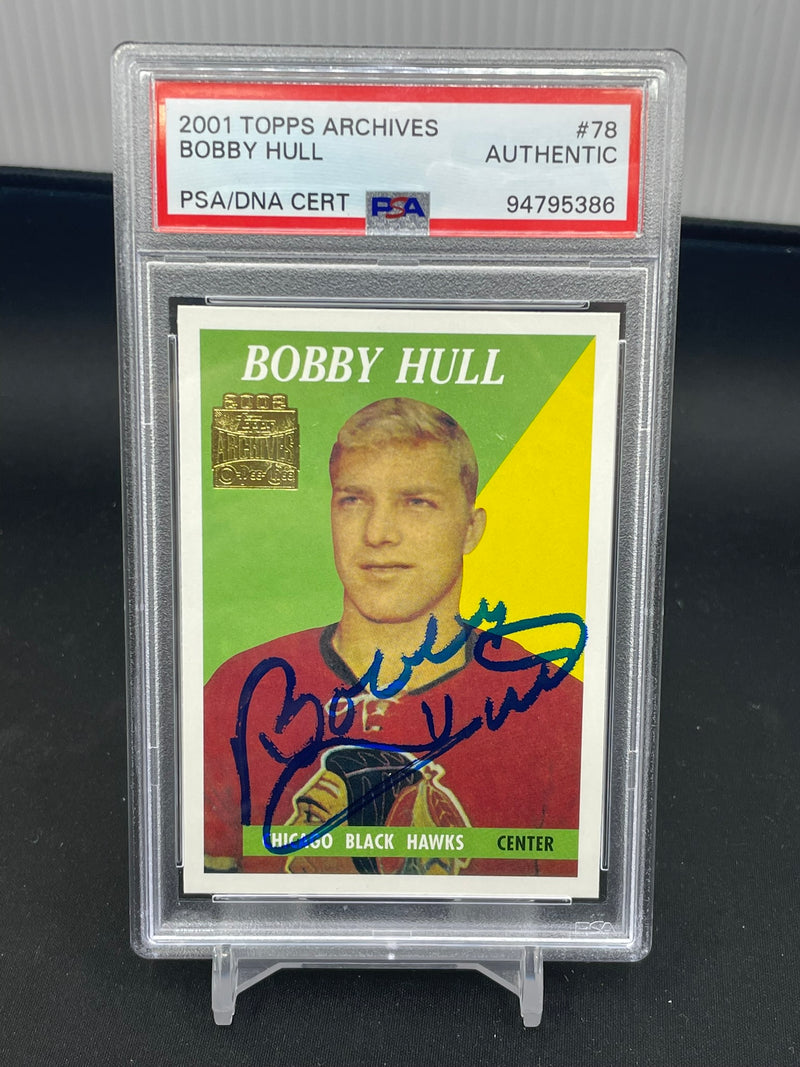 2001 TOPPS ARCHIVES #78
BOBBY HULL AUTHENTIC
PSA/DNA CERT PSA 94795386
BOBBY HULL
2002
Topps
ARCHIVES
O-Pee-Chee
Bobby Hull
CHICAGO BLACK HAWKS CENTER
PSA